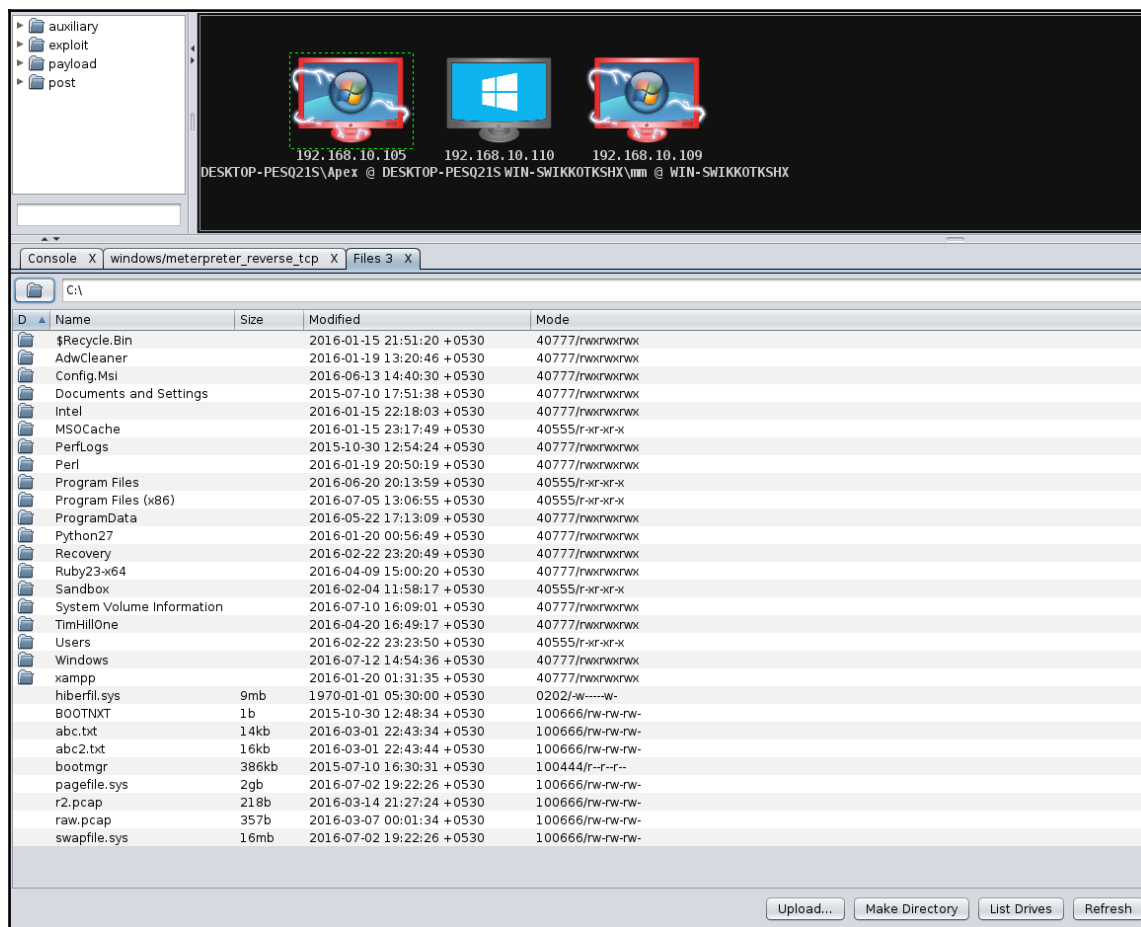 auxiliary
exploit
payload
post
192.168.10.105 192.168.10.110 192.168.10.109
DESKTOP-PESQ21S\Apex @ DESKTOP-PESQ21S WIN-SWIKKOTKSHX\mm @ WIN-SWIKKOTKSHX
Console X windows/meterpreter_reverse_tcp X Files 3 X
C:\
D Name Size Modified Mode
$Recycle.Bin 2016-01-15 21:51:20 +0530 40777/rwxrwxrwx
AdwCleaner 2016-01-19 13:20:46 +0530 40777/rwxrwxrwx
Config.Msi 2016-06-13 14:40:30 +0530 40777/rwxrwxrwx
Documents and Settings 2015-07-10 17:51:38 +0530 40777/rwxrwxrwx
Intel 2016-01-15 22:18:03 +0530 40777/rwxrwxrwx
MSOCache 2016-01-15 23:17:49 +0530 40555/r-xr-xr-x
PerfLogs 2015-10-30 12:54:24 +0530 40777/rwxrwxrwx
Perl 2016-01-19 20:50:19 +0530 40777/rwxrwxrwx
Program Files 2016-06-20 20:13:59 +0530 40555/r-xr-xr-x
Program Files (x86) 2016-07-05 13:06:55 +0530 40555/r-xr-xr-x
ProgramData 2016-05-22 17:13:09 +0530 40777/rwxrwxrwx
Python27 2016-01-20 00:56:49 +0530 40777/rwxrwxrwx
Recovery 2016-02-22 23:20:49 +0530 40777/rwxrwxrwx
Ruby23-x64 2016-04-09 15:00:20 +0530 40777/rwxrwxrwx
Sandbox 2016-02-04 11:58:17 +0530 40555/r-xr-xr-x
System Volume Information 2016-07-10 16:09:01 +0530 40777/rwxrwxrwx
TimHillOne 2016-04-20 16:49:17 +0530 40777/rwxrwxrwx
Users 2016-02-22 23:23:50 +0530 40555/r-xr-xr-x
Windows 2016-07-12 14:54:36 +0530 40777/rwxrwxrwx
xampp 2016-01-20 01:31:35 +0530 40777/rwxrwxrwx
hiberfil.sys 9mb 1970-01-01 05:30:00 +0530 0202/-w-----w-
BOOTNXT 1b 2015-10-30 12:48:34 +0530 100666/rw-rw-rw-
abc.txt 14kb 2016-03-01 22:43:34 +0530 100666/rw-rw-rw-
abc2.txt 16kb 2016-03-01 22:43:44 +0530 100666/rw-rw-rw-
bootmgr 386kb 2015-07-10 16:30:31 +0530 100444/r--r--r--
pagefile.sys 2gb 2016-07-02 19:22:26 +0530 100666/rw-rw-rw-
r2.pcap 218b 2016-03-14 21:27:24 +0530 100666/rw-rw-rw-
raw.pcap 357b 2016-03-07 00:01:34 +0530 100666/rw-rw-rw-
swapfile.sys 16mb 2016-07-02 19:22:26 +0530 100666/rw-rw-rw-
Upload... Make Directory List Drives Refresh